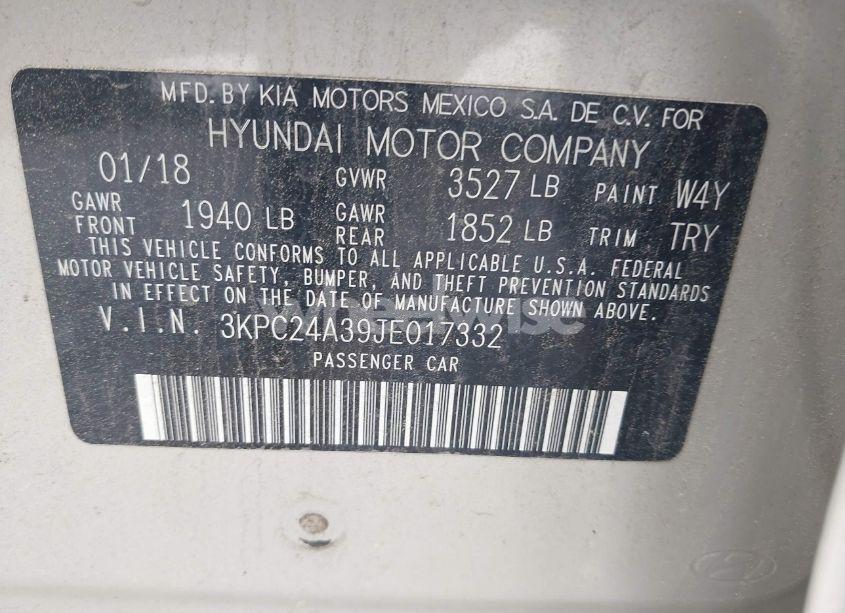 MFD. BY KIA MOTORS MEXICO S.A. DE C.V. FOR
HYUNDAI MOTOR COMPANY
01/18 GVWR 3527 LB PAINT W4Y
GAWR FRONT 1940 LB GAWR REAR 1852 LB TRIM TRY
THIS VEHICLE CONFORMS TO ALL APPLICABLE U.S.A. FEDERAL
MOTOR VEHICLE SAFETY, BUMPER, AND THEFT PREVENTION STANDARDS
IN EFFECT ON THE DATE OF MANUFACTURE SHOWN ABOVE.
V.I.N. 3KPC24A39JE017332
PASSENGER CAR